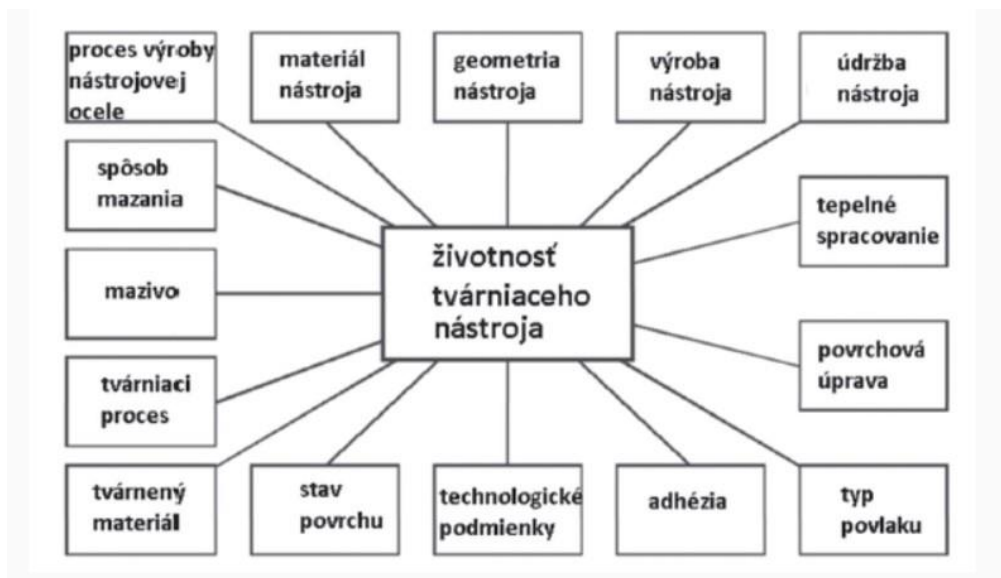 proces výroby
nástrojovej
ocele
materiál
nástroja
geometria
nástroja
výroba
nástroja
údržba
nástroja
spôsob
mazania
tepelné
spracovanie
životnosť
tvárniaceho
nástroja
mazivo
povrchová
úprava
tvárniaci
proces
tvárnený
materiál
stav
povrchu
technologické
podmienky
adhézia
typ
povlaku